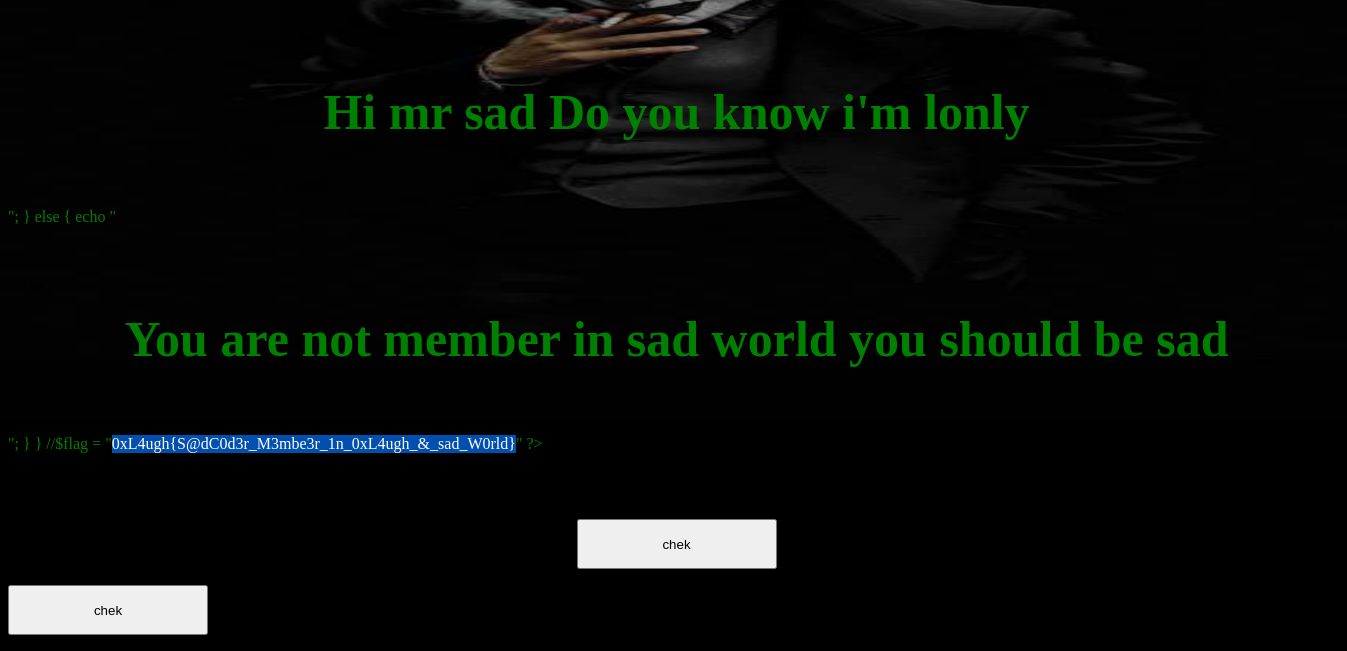 Hi mr sad Do you know i'm lonly
"; } else { echo "
You are not member in sad world you should be sad
"; } } //$flag = "0xL4ugh{S@dC0d3r_M3mbe3r_1n_0xL4ugh_&_sad_W0rld}" ?>
chek
chek